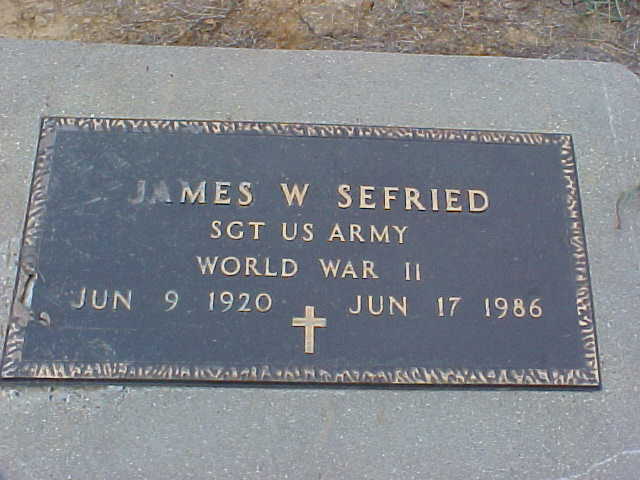 JAMES W SEFRIED
SGT US ARMY
WORLD WAR II
JUN 9 1920 JUN 17 1986